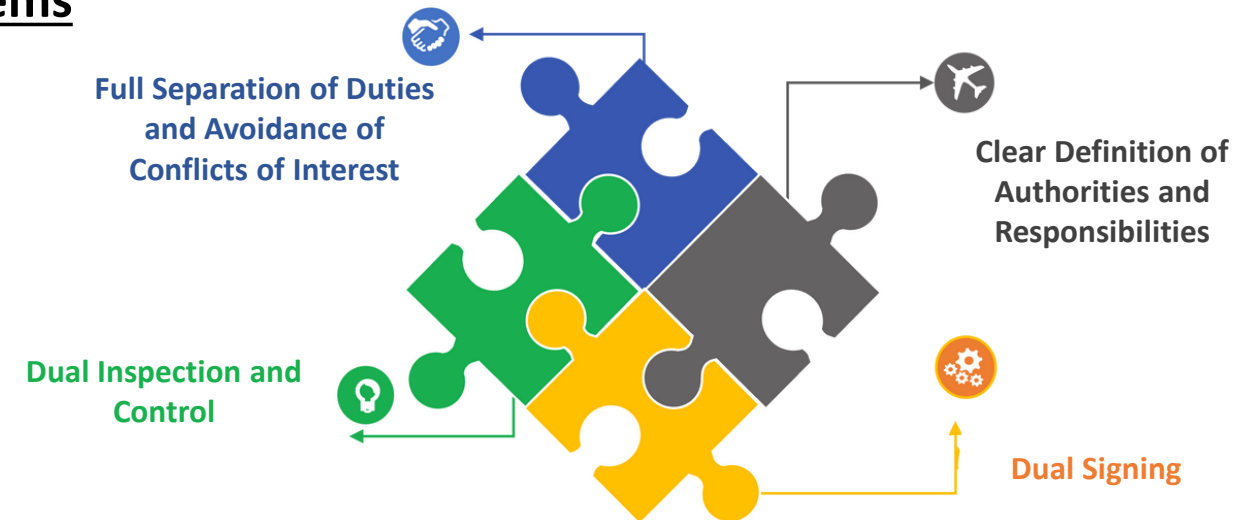 ems
Full Separation of Duties
and Avoidance of
Conflicts of Interest
Clear Definition of
Authorities and
Responsibilities
Dual Inspection and
Control
Dual Signing